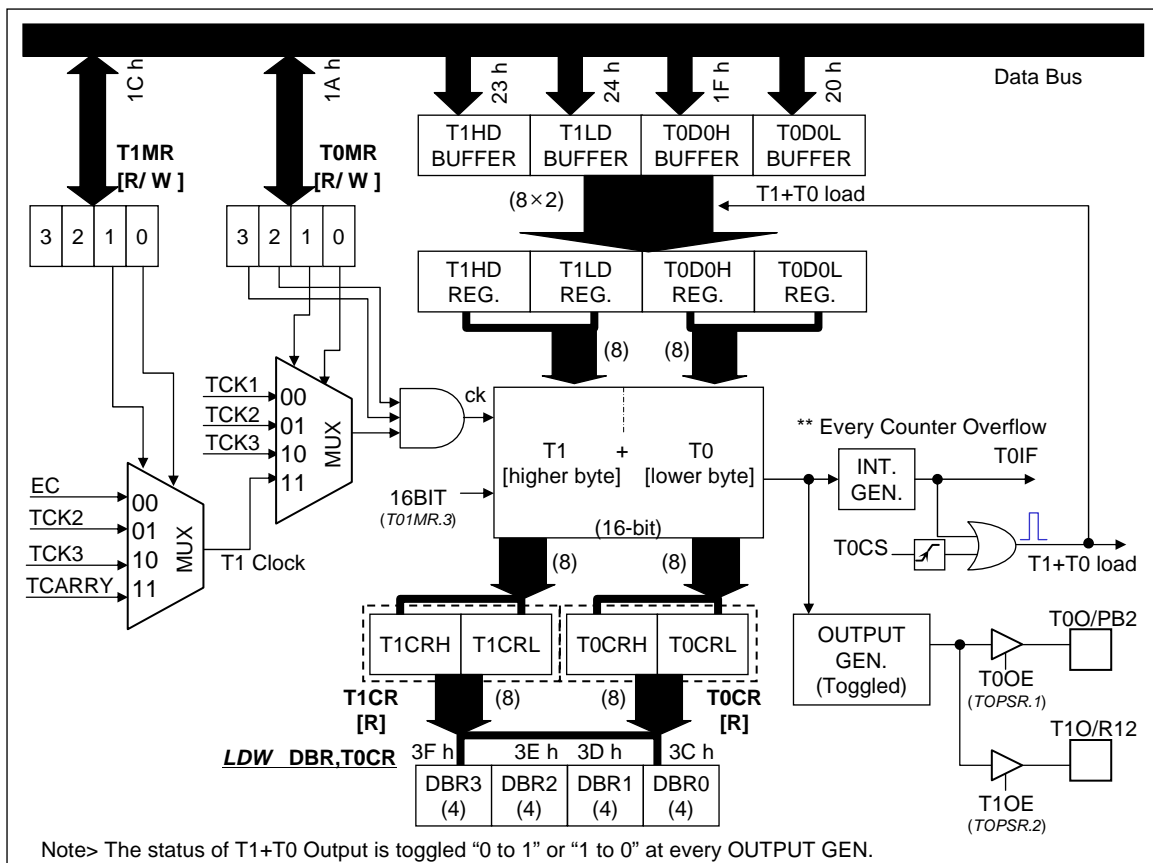 1C h
1A h
23 h
24 h
1F h
20 h
Data Bus
T1MR
[R/ W ]
T0MR
[R/ W ]
T1HD
BUFFER
T1LD
BUFFER
T0D0H
BUFFER
T0D0L
BUFFER
(8×2)
T1+T0 load
3 2 1 0
3 2 1 0
T1HD
REG.
T1LD
REG.
T0D0H
REG.
T0D0L
REG.
(8)
(8)
TCK1
TCK2
TCK3
00
01
10
11
MUX
ck
T1 + T0
[higher byte] [lower byte]
(16-bit)
16BIT
(T01MR.3)
** Every Counter Overflow
INT.
GEN.
T0IF
T0CS
T1+T0 load
EC
TCK2
TCK3
TCARRY
00
01
10
11
MUX
T1 Clock
(8)
(8)
T1CRH
T1CRL
T0CRH
T0CRL
OUTPUT
GEN.
(Toggled)
T0O/PB2
T0OE
(TOPSR.1)
T1CR
[R]
(8)
(8)
T0CR
[R]
T1O/R12
T1OE
(TOPSR.2)
LDW DBR,T0CR
3F h
3E h
3D h
3C h
DBR3
(4)
DBR2
(4)
DBR1
(4)
DBR0
(4)
Note> The status of T1+T0 Output is toggled “0 to 1” or “1 to 0” at every OUTPUT GEN.